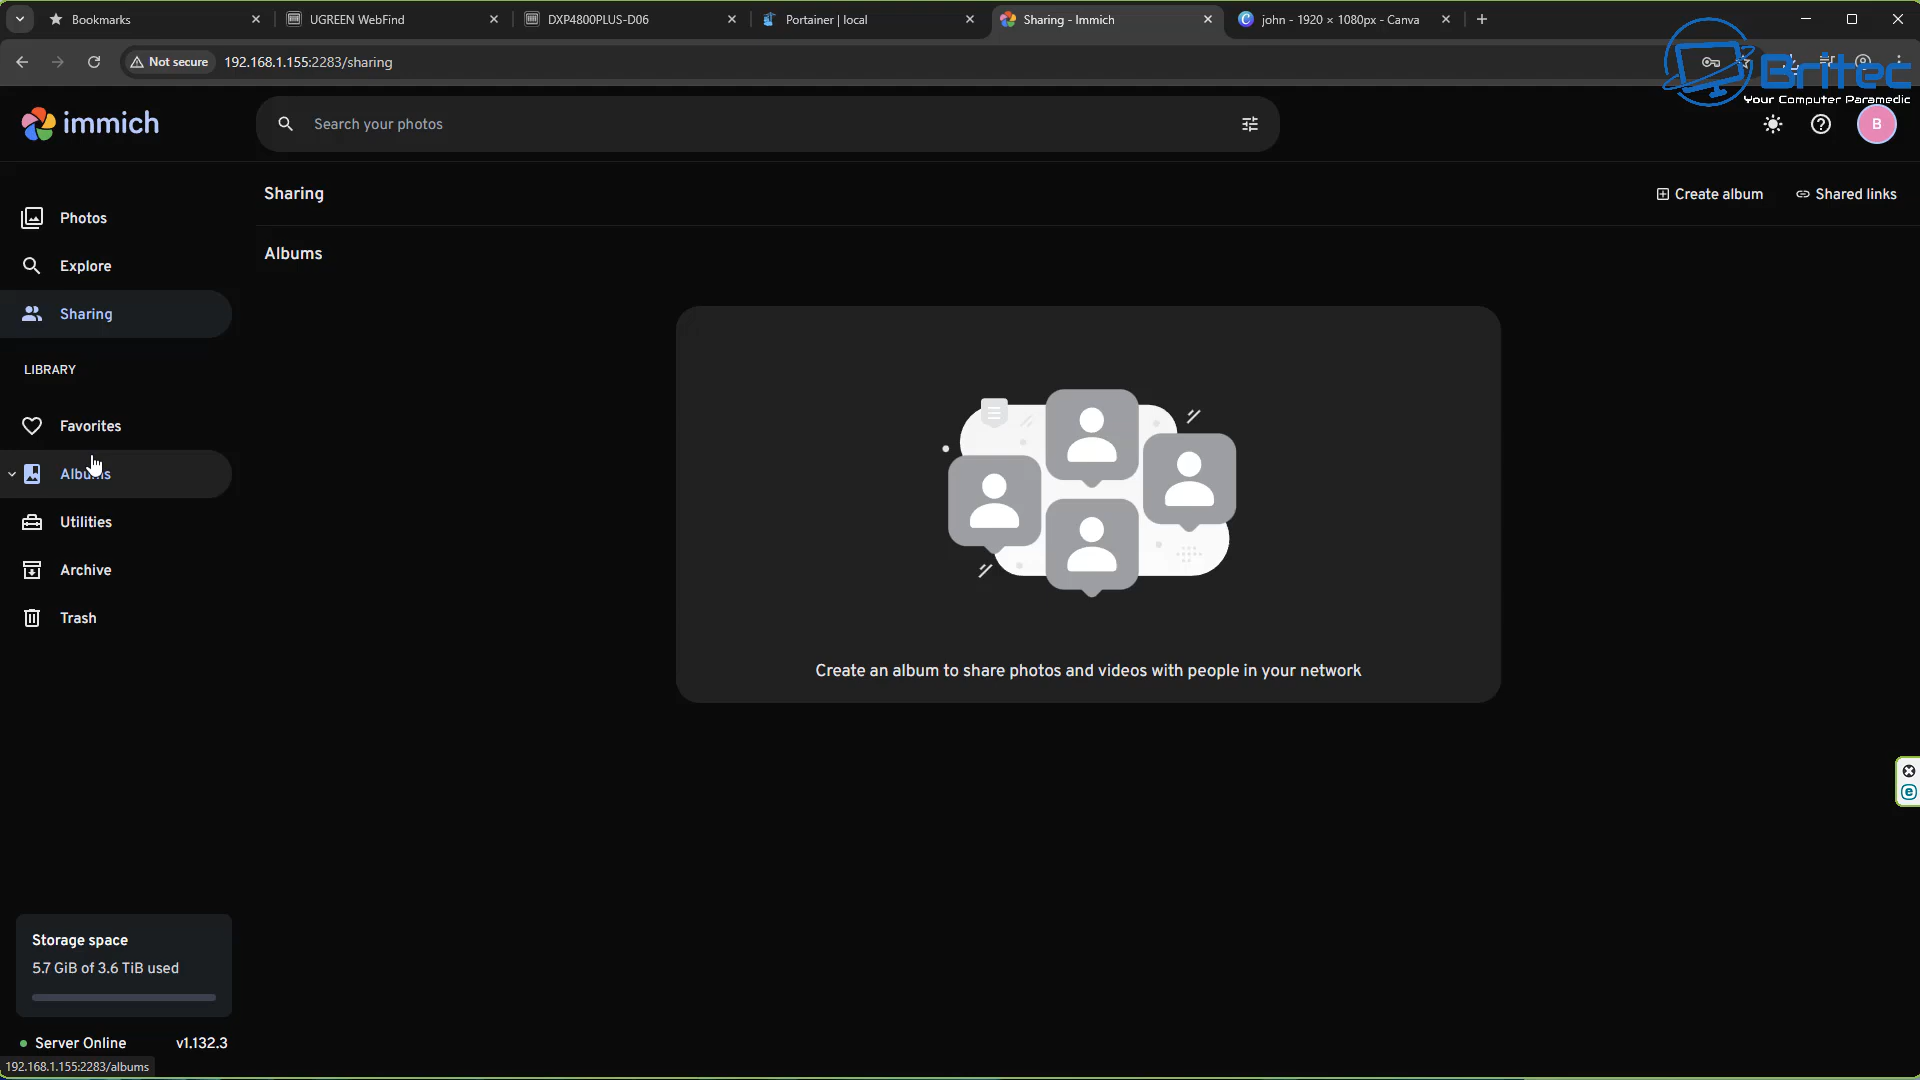 Bookmarks
UGREEN WebFind
DXP4800PLUS-D06
Portainer | local
Sharing - Immich
john - 1920 × 1080px - Canva
Not secure
192.168.1.155:2283/sharing
Britec
Your Computer Paramedic
immich
Search your photos
B
Sharing
Create album
Shared links
Photos
Explore
Sharing
Albums
LIBRARY
Favorites
Albums
Utilities
Archive
Trash
Create an album to share photos and videos with people in your network
Storage space
5.7 GiB of 3.6 TiB used
Server Online
v1.132.3
192.168.1.155:2283/albums